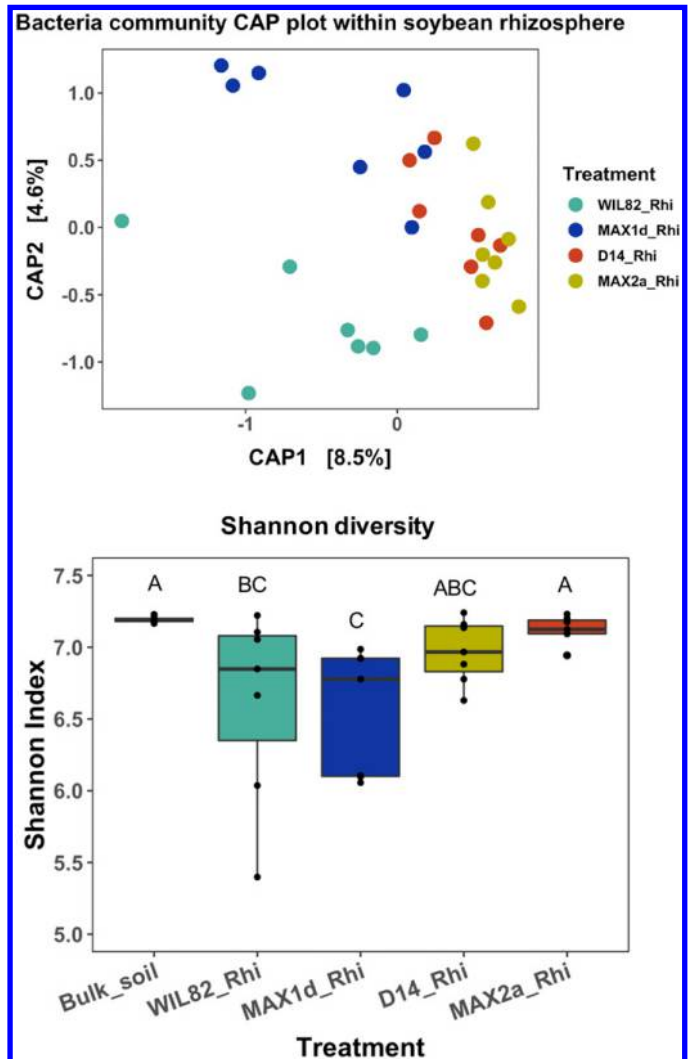 Bacteria community CAP plot within soybean rhizosphere
1.0
0.5
0.0
-0.5
-1.0
CAP2 [4.6%]
-1
0
CAP1 [8.5%]
Treatment
WIL82_Rhi
MAX1d_Rhi
D14_Rhi
MAX2a_Rhi
Shannon diversity
7.5
7.0
6.5
6.0
5.5
5.0
Shannon Index
A
BC
C
ABC
A
Bulk_soil
WIL82_Rhi
MAX1d_Rhi
D14_Rhi
MAX2a_Rhi
Treatment